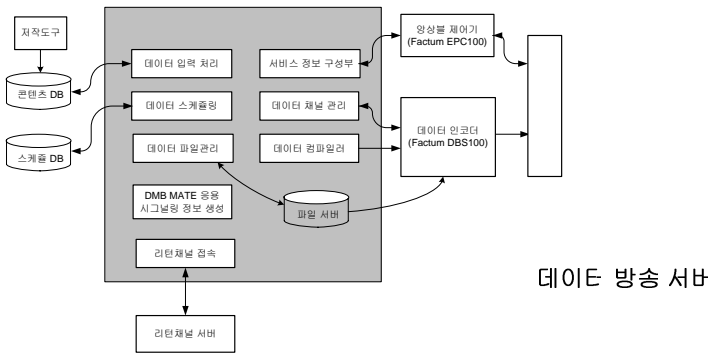 저작도구
콘텐츠 DB
스케쥴 DB
데이터 입력 처리
데이터 스케쥴링
데이터 파일관리
DMB MATE 응용
시그널링 정보 생성
리턴채널 접속
리턴채널 서버
서비스 정보 구성부
데이터 채널 관리
데이터 컴파일러
파일 서버
앙상블 제어기
(Factum EPC100)
데이터 인코더
(Factum DBS100)
데이터 방송 서버